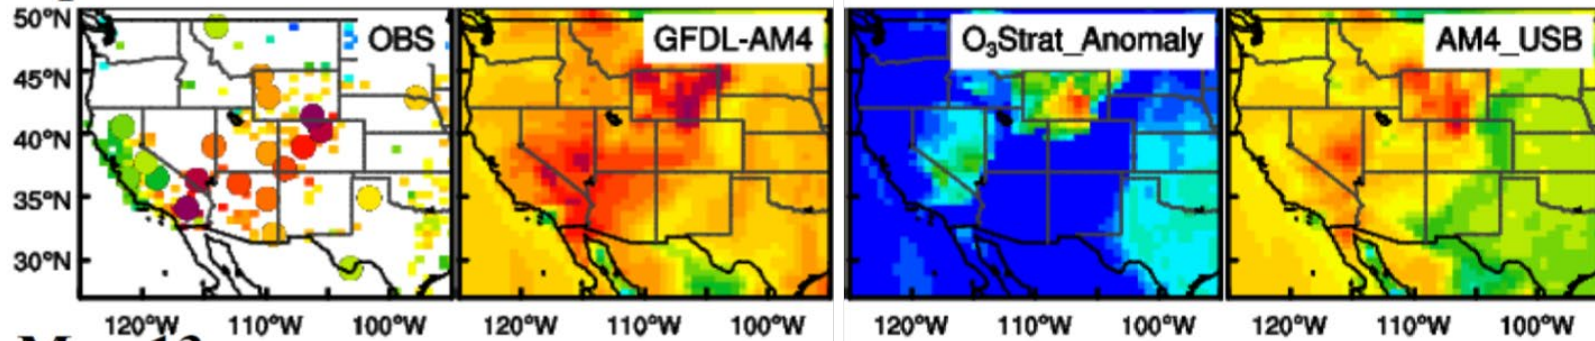 OBS
GFDL-AM4
O₃Strat_Anomaly
AM4_USB
50°N
45°N
40°N
35°N
30°N
120°W 110°W 100°W 120°W 110°W 100°W 120°W 110°W 100°W 120°W 110°W 100°W